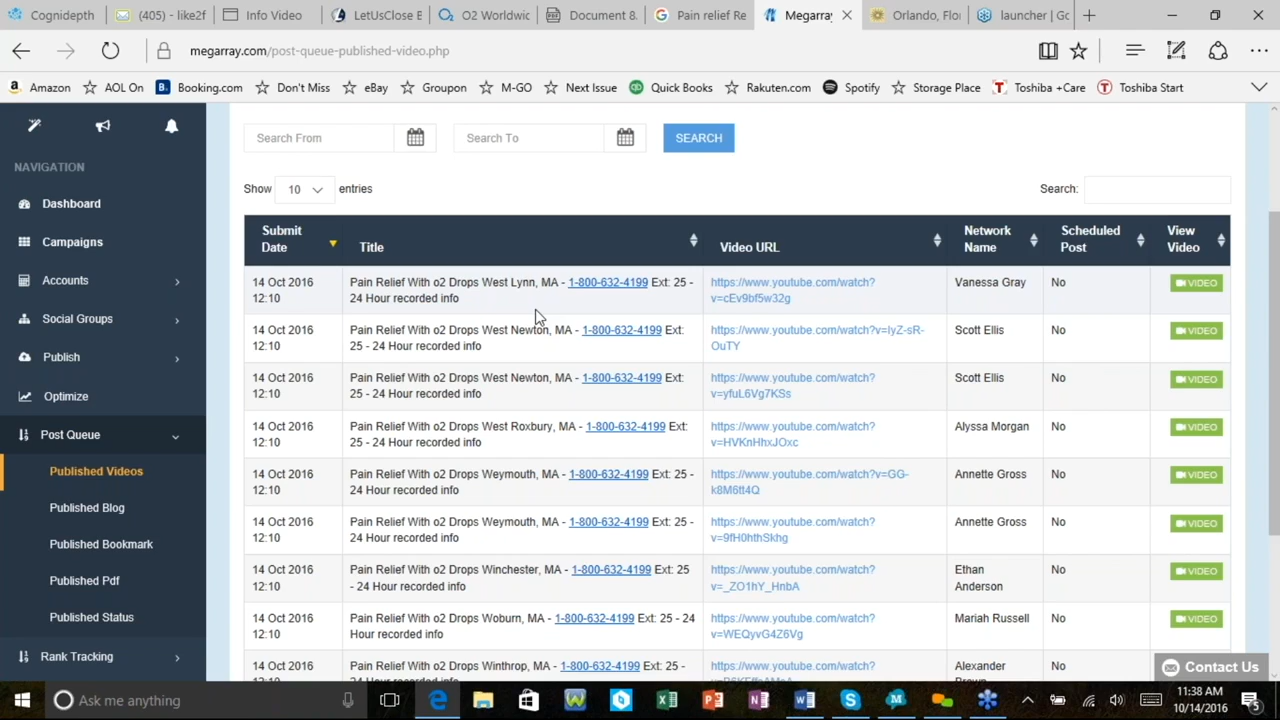 Cognidepth
(405) - like2f
Info Video
LetUsClose B
O2 Worldwic
Document 8.
Pain relief Re
Megarray
Orlando, Flor
launcher | Go
megarray.com/post-queue-published-video.php
Amazon
AOL On
Booking.com
Don't Miss
eBay
Groupon
M-GO
Next Issue
Quick Books
Rakuten.com
Spotify
Storage Place
Toshiba +Care
Toshiba Start
Search From
Search To
SEARCH
NAVIGATION
Dashboard
Campaigns
Accounts
Social Groups
Publish
Optimize
Post Queue
Published Videos
Published Blog
Published Bookmark
Published Pdf
Published Status
Rank Tracking
Show 10 entries
Search:
Submit Date
Title
Video URL
Network Name
Scheduled Post
View Video
14 Oct 2016 Pain Relief With o2 Drops West Lynn, MA - 1-800-632-4199 Ext: 25 - https://www.youtube.com/watch? Vanessa Gray No VIDEO
12:10 24 Hour recorded info v=cEv9bf5w32g
14 Oct 2016 Pain Relief With o2 Drops West Newton, MA - 1-800-632-4199 Ext: https://www.youtube.com/watch?v=IyZ-sR- Scott Ellis No VIDEO
12:10 25 - 24 Hour recorded info OuTY
14 Oct 2016 Pain Relief With o2 Drops West Newton, MA - 1-800-632-4199 Ext: https://www.youtube.com/watch? Scott Ellis No VIDEO
12:10 25 - 24 Hour recorded info v=yfuL6Vg7KSs
14 Oct 2016 Pain Relief With o2 Drops West Roxbury, MA - 1-800-632-4199 Ext: https://www.youtube.com/watch? Alyssa Morgan No VIDEO
12:10 25 - 24 Hour recorded info v=HVKnHhxJOxc
14 Oct 2016 Pain Relief With o2 Drops Weymouth, MA - 1-800-632-4199 Ext: 25 - https://www.youtube.com/watch?v=GG- Annette Gross No VIDEO
12:10 24 Hour recorded info k8M6tt4Q
14 Oct 2016 Pain Relief With o2 Drops Weymouth, MA - 1-800-632-4199 Ext: 25 - https://www.youtube.com/watch? Annette Gross No VIDEO
12:10 24 Hour recorded info v=9fH0hthSkhg
14 Oct 2016 Pain Relief With o2 Drops Winchester, MA - 1-800-632-4199 Ext: 25 https://www.youtube.com/watch? Ethan No VIDEO
12:10 - 24 Hour recorded info v=_ZO1hY_HnbA Anderson
14 Oct 2016 Pain Relief With o2 Drops Woburn, MA - 1-800-632-4199 Ext: 25 - 24 https://www.youtube.com/watch? Mariah Russell No VIDEO
12:10 Hour recorded info v=WEQyvG4Z6Vg
14 Oct 2016 Pain Relief With o2 Drops Winthrop, MA - 1-800-632-4199 Ext: 25 - https://www.youtube.com/watch? Alexander No
Contact Us
Ask me anything
11:38 AM
10/14/2016
5